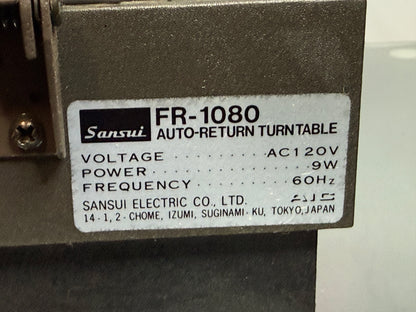 Sansui FR-1080
AUTO-RETURN TURNTABLE
VOLTAGE ········· AC120V
POWER ················ 9W
FREQUENCY ········ 60Hz
SANSUI ELECTRIC CO., LTD.
14-1, 2-CHOME, IZUMI, SUGINAMI-KU, TOKYO, JAPAN